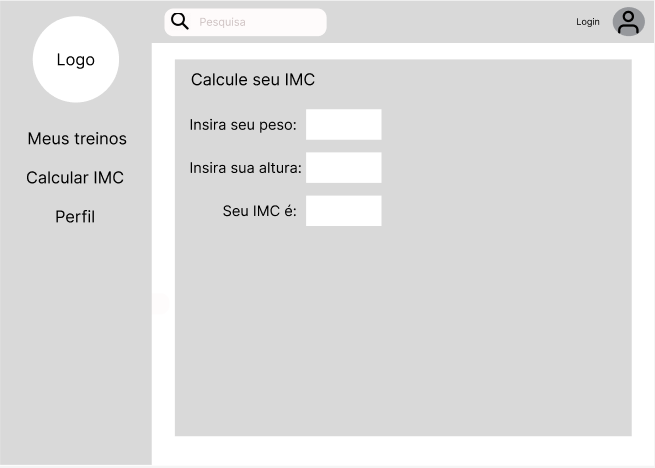 Logo
Meus treinos
Calcular IMC
Perfil
Pesquisa
Login
Calcule seu IMC
Insira seu peso:
Insira sua altura:
Seu IMC é: